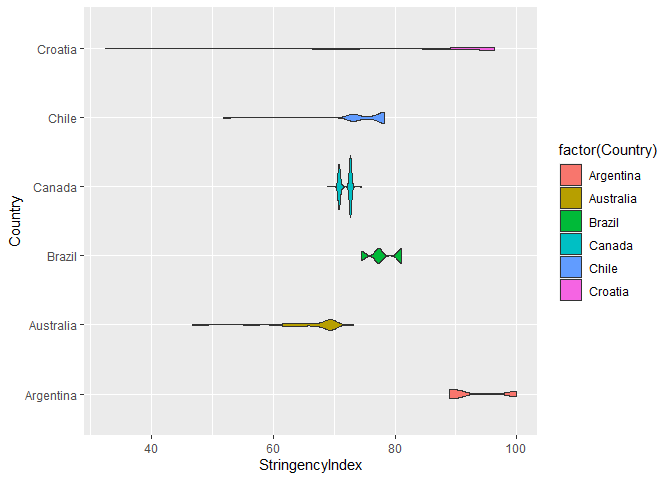 Croatia
Chile
Canada
Brazil
Australia
Argentina
Country
40 60 80 100
StringencyIndex
factor(Country)
Argentina
Australia
Brazil
Canada
Chile
Croatia